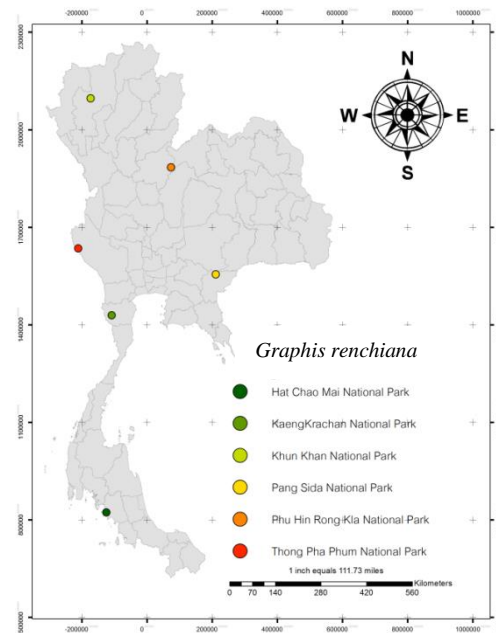 -200000 0 200000 400000 600000 800000 1000000
N
W E
S
2300000
2000000
1700000
1400000
1100000
800000
500000
Graphis renchiana
Hat Chao Mai National Park
KaengKrachan National Park
Khun Khan National Park
Pang Sida National Park
Phu Hin Rong Kla National Park
Thong Pha Phum National Park
1 inch equals 111.73 miles
Kilometers
0 70 140 280 420 560
-200000 0 200000 400000 600000 800000 1000000